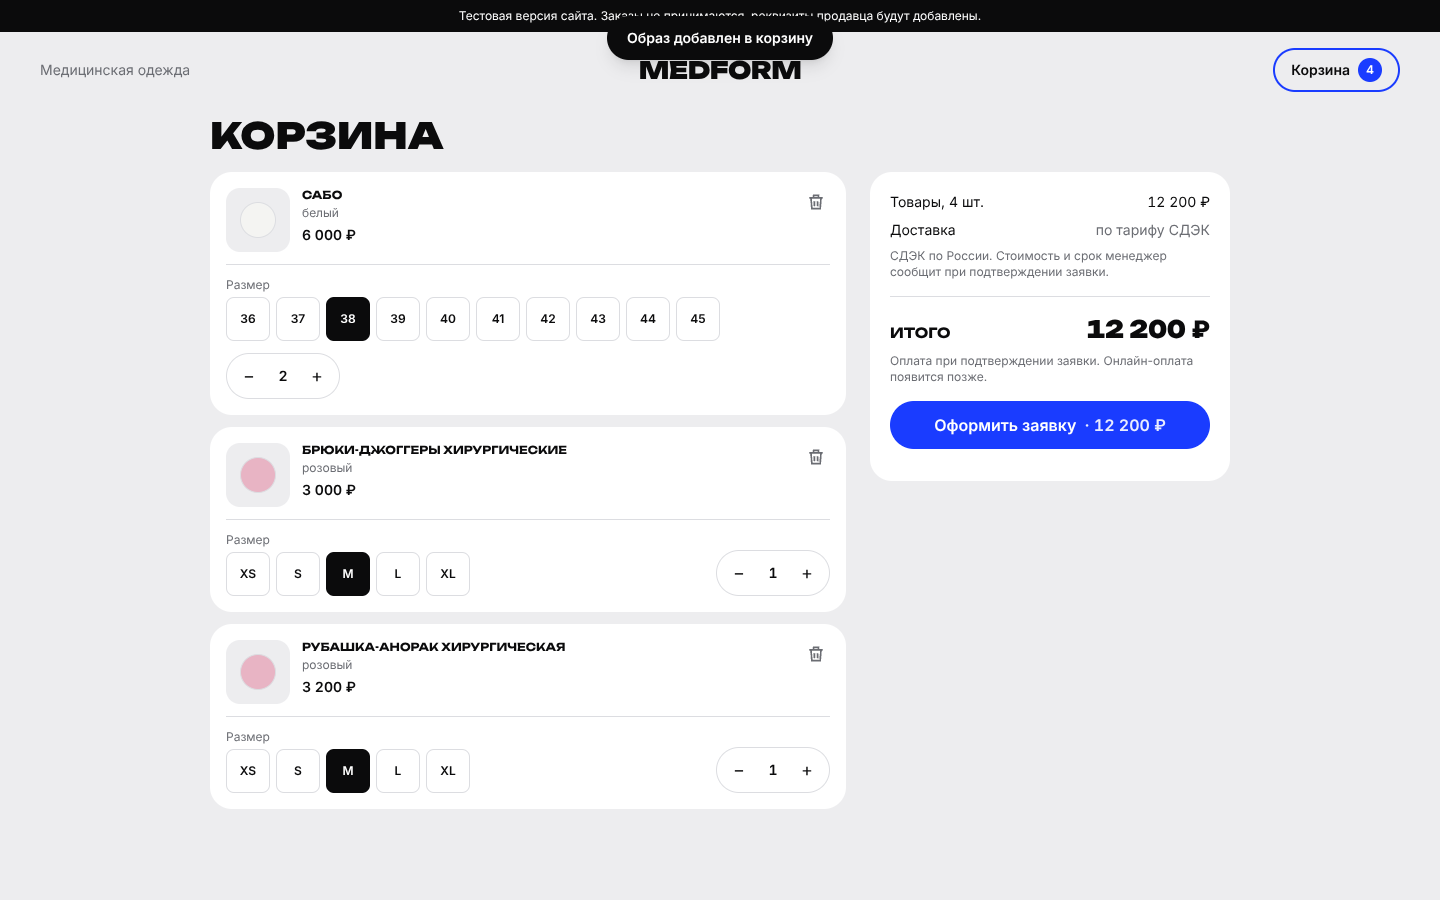 Тестовая версия сайта. Заказы не принимаются, реквизиты продавца будут добавлены.
Образ добавлен в корзину
Медицинская одежда
MEDFORM
Корзина 4
КОРЗИНА
САБО
белый
6 000 ₽
Размер
36 37 38 39 40 41 42 43 44 45
− 2 +
БРЮКИ-ДЖОГГЕРЫ ХИРУРГИЧЕСКИЕ
розовый
3 000 ₽
Размер
XS S M L XL
− 1 +
РУБАШКА-АНОРАК ХИРУРГИЧЕСКАЯ
розовый
3 200 ₽
Размер
XS S M L XL
− 1 +
Товары, 4 шт. 12 200 ₽
Доставка по тарифу СДЭК
СДЭК по России. Стоимость и срок менеджер
сообщит при подтверждении заявки.
ИТОГО 12 200 ₽
Оплата при подтверждении заявки. Онлайн-оплата
появится позже.
Оформить заявку · 12 200 ₽